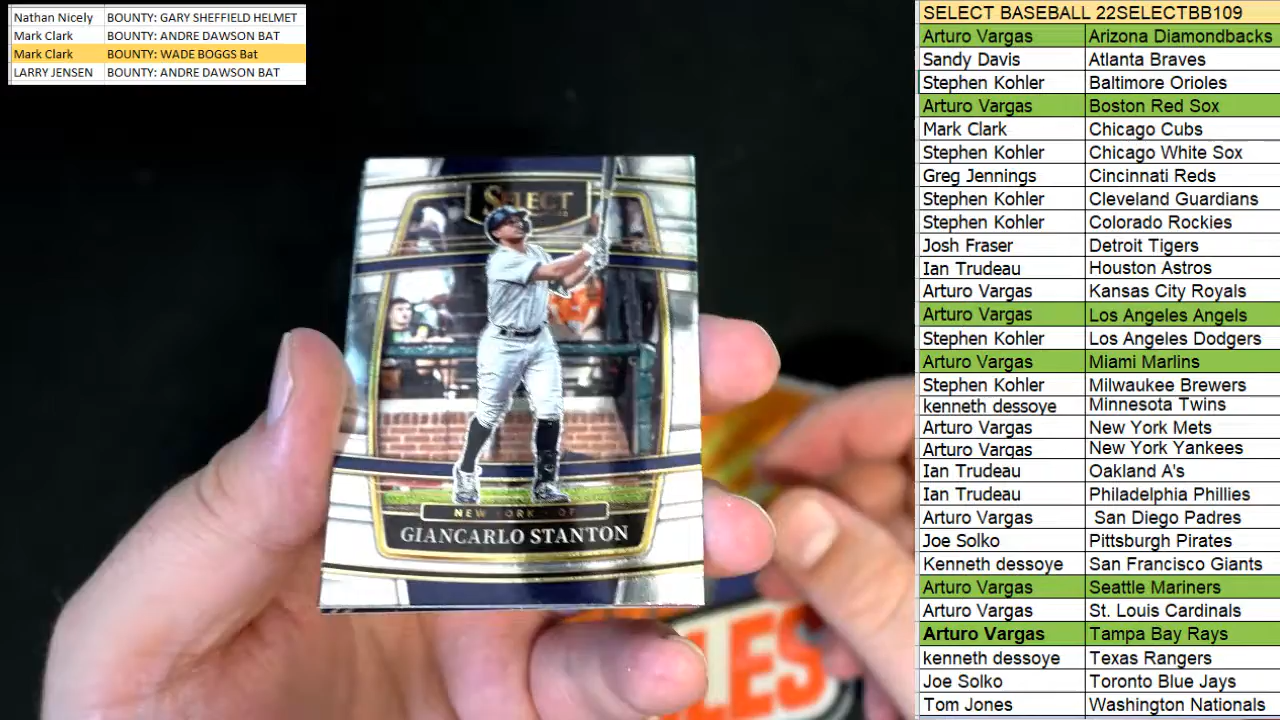 Nathan Nicely BOUNTY: GARY SHEFFIELD HELMET
Mark Clark BOUNTY: ANDRE DAWSON BAT
Mark Clark BOUNTY: WADE BOGGS Bat
LARRY JENSEN BOUNTY: ANDRE DAWSON BAT
SELECT
NEW YORK - OF
GIANCARLO STANTON
LES
SELECT BASEBALL 22SELECTBB109
Arturo Vargas Arizona Diamondbacks
Sandy Davis Atlanta Braves
Stephen Kohler Baltimore Orioles
Arturo Vargas Boston Red Sox
Mark Clark Chicago Cubs
Stephen Kohler Chicago White Sox
Greg Jennings Cincinnati Reds
Stephen Kohler Cleveland Guardians
Stephen Kohler Colorado Rockies
Josh Fraser Detroit Tigers
Ian Trudeau Houston Astros
Arturo Vargas Kansas City Royals
Arturo Vargas Los Angeles Angels
Stephen Kohler Los Angeles Dodgers
Arturo Vargas Miami Marlins
Stephen Kohler Milwaukee Brewers
kenneth dessoye Minnesota Twins
Arturo Vargas New York Mets
Arturo Vargas New York Yankees
Ian Trudeau Oakland A's
Ian Trudeau Philadelphia Phillies
Arturo Vargas San Diego Padres
Joe Solko Pittsburgh Pirates
Kenneth dessoye San Francisco Giants
Arturo Vargas Seattle Mariners
Arturo Vargas St. Louis Cardinals
Arturo Vargas Tampa Bay Rays
kenneth dessoye Texas Rangers
Joe Solko Toronto Blue Jays
Tom Jones Washington Nationals